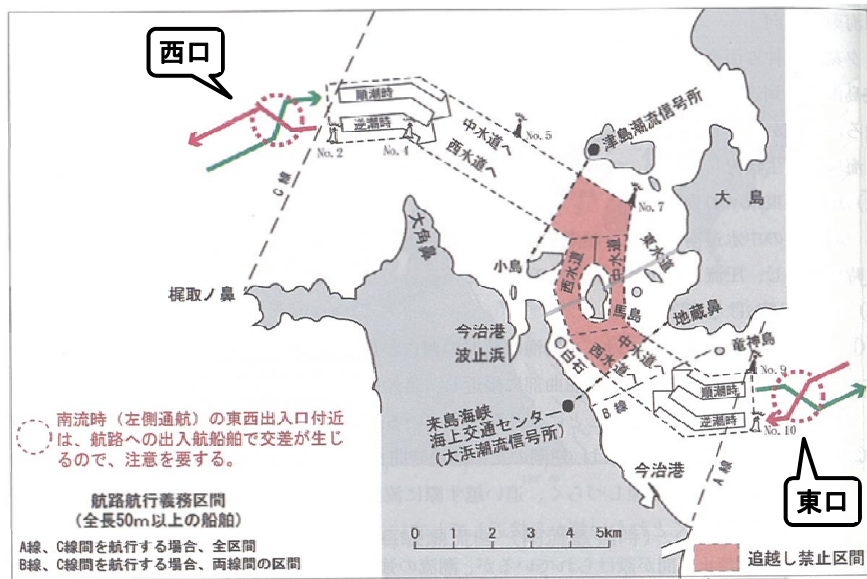 西口
順潮時
逆潮時
No.2
No.4
中水道へ
西水道へ
No.5
津島潮流信号所
No.7
大島
C線
大角鼻
小島
西水道
中水道
東水道
馬島
梶取ノ鼻
今治港
波止浜
地蔵鼻
竜神島
白石
西水道
中水道
No.9
順潮時
逆潮時
No.10
B線
A線
来島海峡
海上交通センター
(大浜潮流信号所)
今治港
東口
南流時(左側通航)の東西出入口付近
は、航路への出入航船舶で交差が生じ
るので、注意を要する。
航路航行義務区間
(全長50m以上の船舶)
A線、C線間を航行する場合、全区間
B線、C線間を航行する場合、両線間の区間
0 1 2 3 4 5km
追越し禁止区間